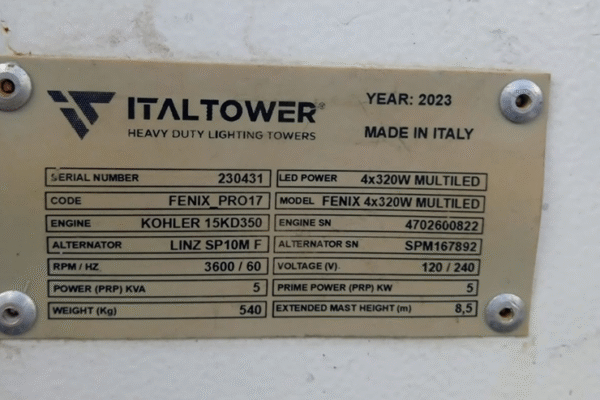 ITALTOWER®
HEAVY DUTY LIGHTING TOWERS
YEAR: 2023
MADE IN ITALY
SERIAL NUMBER 230431 LED POWER 4x320W MULTILED
CODE FENIX_PRO17 MODEL FENIX 4x320W MULTILED
ENGINE KOHLER 15KD350 ENGINE SN 4702600822
ALTERNATOR LINZ SP10M F ALTERNATOR SN SPM167892
RPM / HZ 3600 / 60 VOLTAGE (V) 120 / 240
POWER (PRP) KVA 5 PRIME POWER (PRP) KW 5
WEIGHT (Kg) 540 EXTENDED MAST HEIGHT (m) 8,5